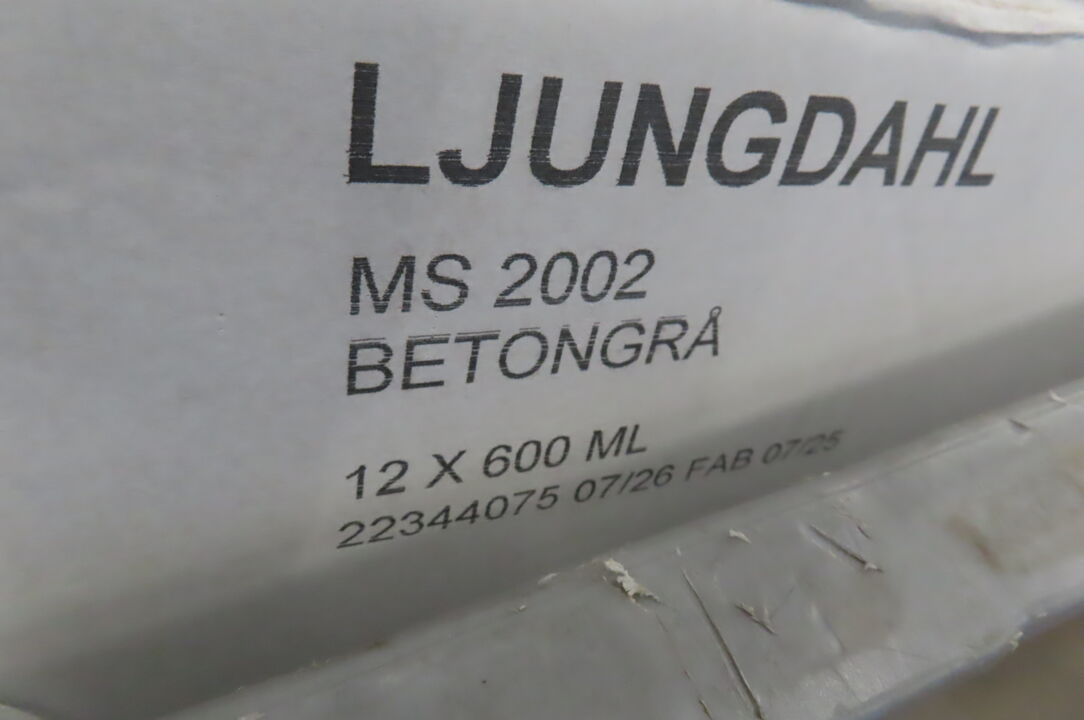 LJUNGDAHL
MS 2002
BETONGRÅ
12 X 600 ML
22344075 07/26 FAB 07/25